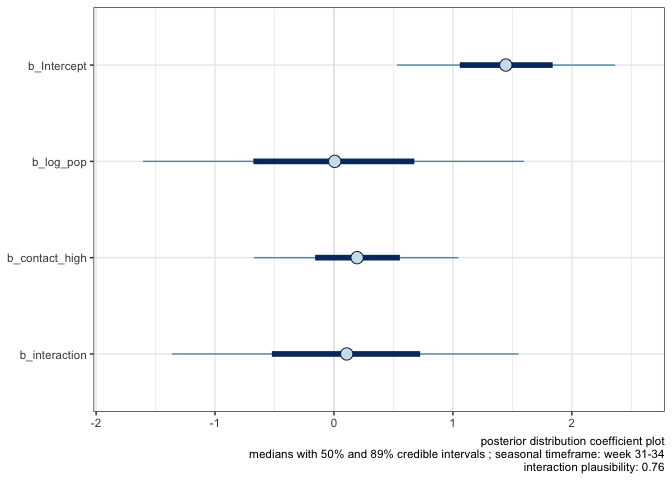 b_Intercept
b_log_pop
b_contact_high
b_interaction
-2 -1 0 1 2
posterior distribution coefficient plot
medians with 50% and 89% credible intervals ; seasonal timeframe: week 31-34
interaction plausibility: 0.76